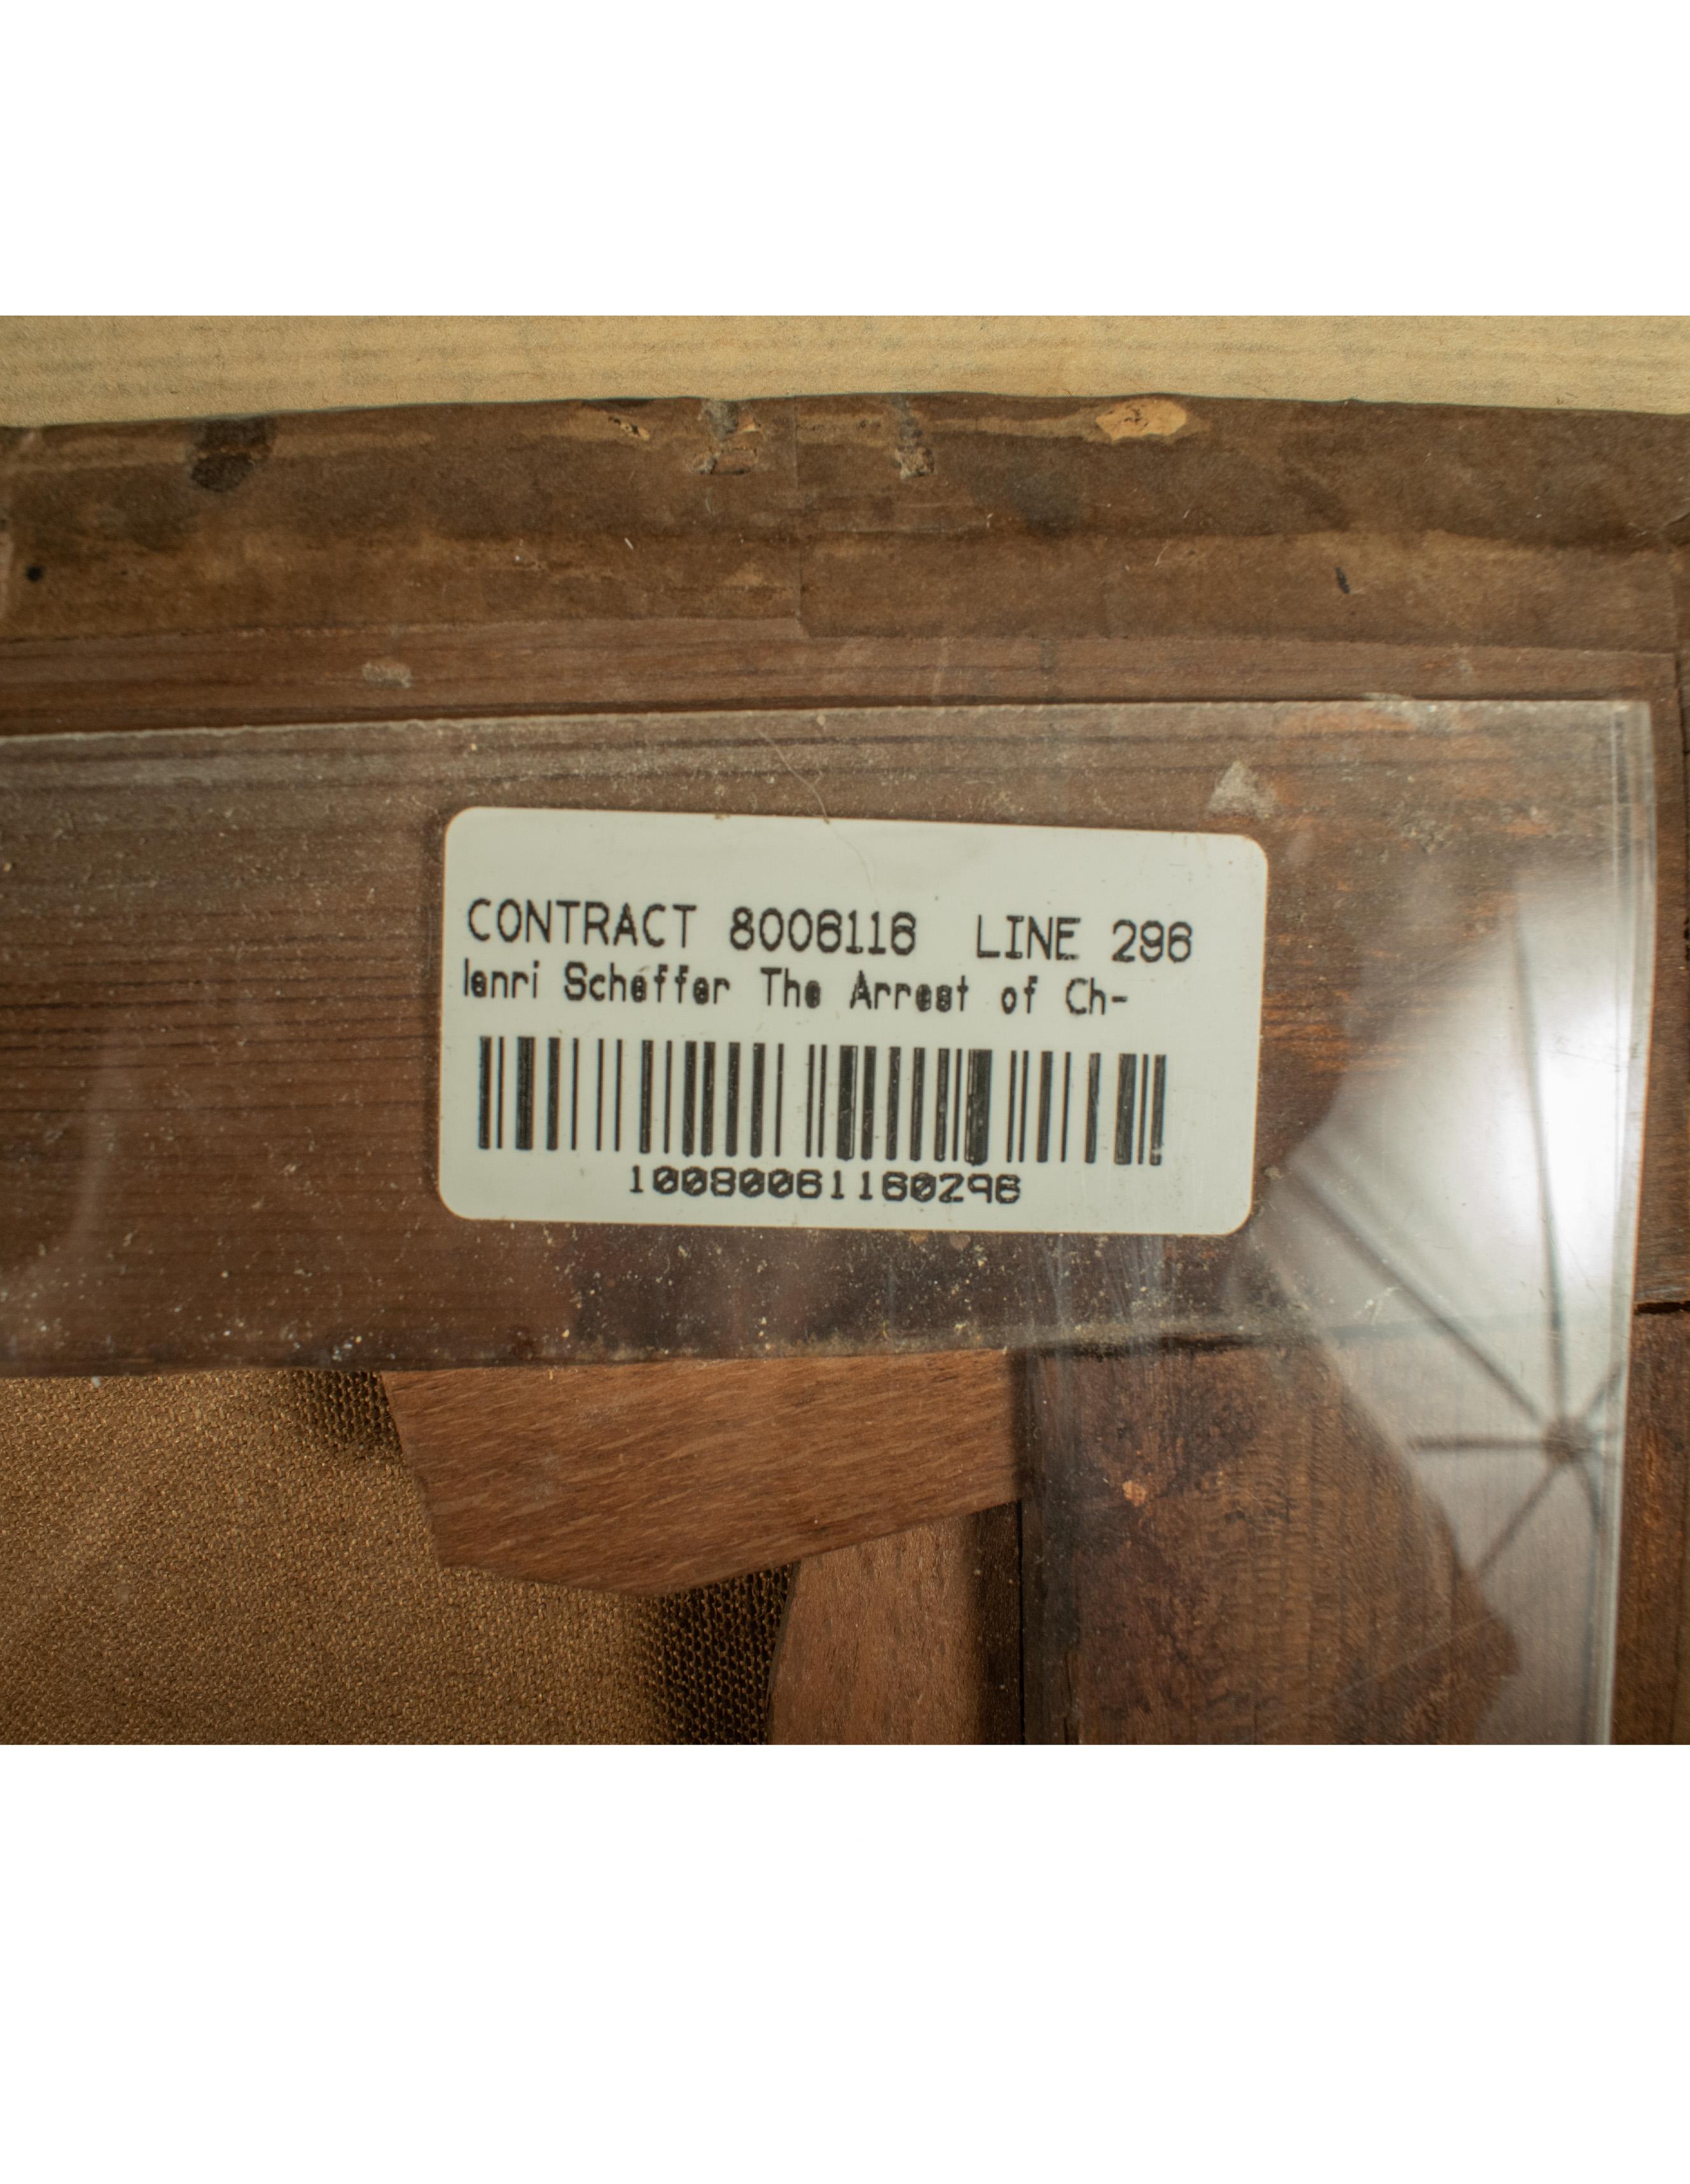 CONTRACT 8006116 LINE 296
lenri Scheffer The Arrest of Ch-
10080061160296